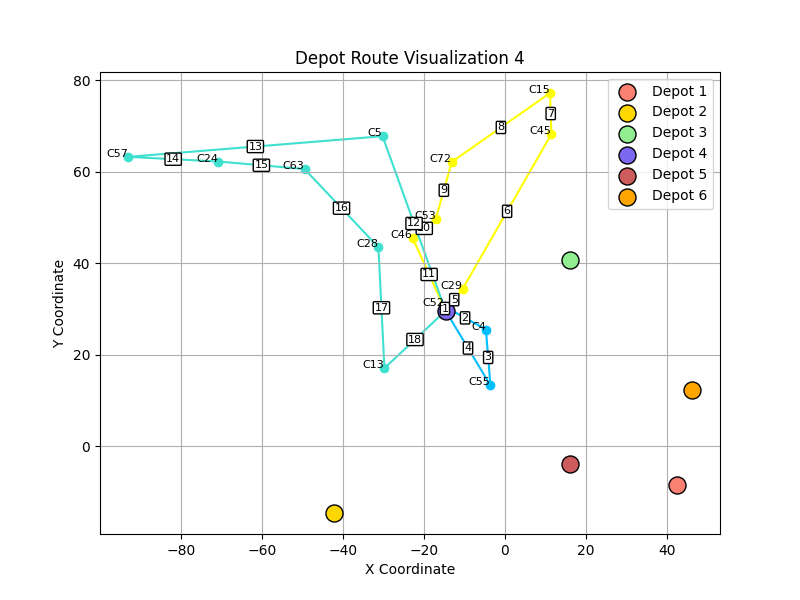 Depot Route Visualization 4
Depot 1
Depot 2
Depot 3
Depot 4
Depot 5
Depot 6
C15
7
C45
8
C5
13
C57
14
C24
15
C63
C72
9
16
6
C53
12
C46
C28
11
C29
5
17
C52
1
2
C4
18
4
3
C13
C55
80
60
40
20
0
Y Coordinate
−80
−60
−40
−20
0
20
40
X Coordinate